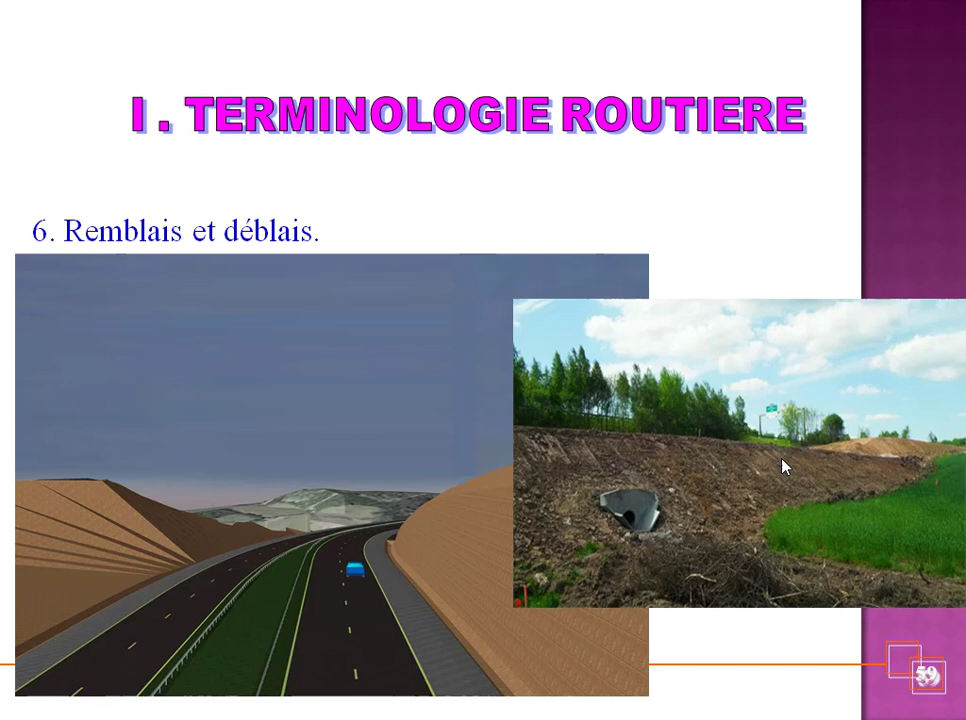 I . TERMINOLOGIE ROUTIERE
6. Remblais et déblais.
59